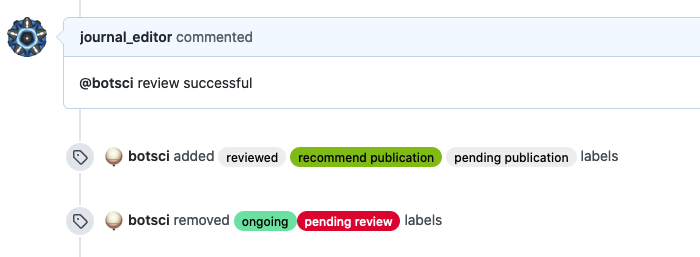 journal_editor commented
@botsci review successful
botsci added reviewed recommend publication pending publication labels
botsci removed ongoing pending review labels